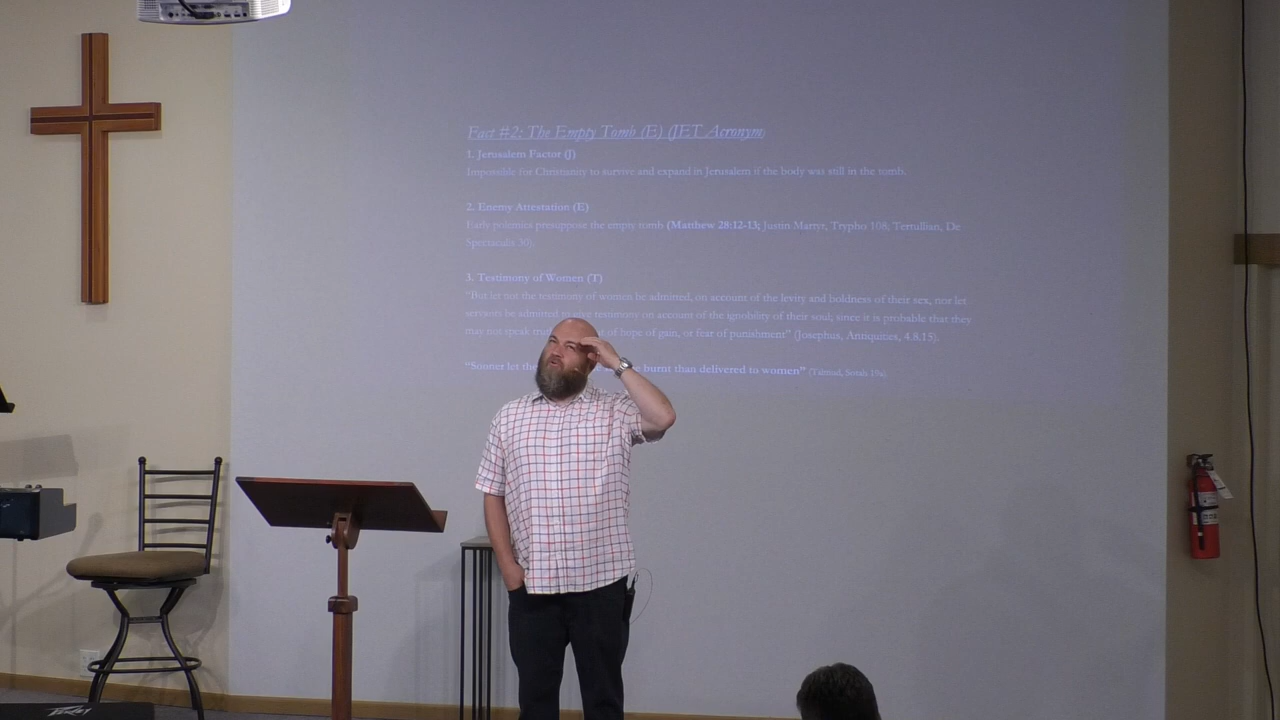 Fact #2: The Empty Tomb (E) (JET Acronym)
1. Jerusalem Factor (J)
Impossible for Christianity to survive and expand in Jerusalem if the body was still in the tomb.
2. Enemy Attestation (E)
Early polemics presuppose the empty tomb (Matthew 28:12-13; Justin Martyr, Trypho 108; Tertullian, De
Spectaculis 30).
3. Testimony of Women (T)
"But let not the testimony of women be admitted, on account of the levity and boldness of their sex, nor let
servants be admitted to give testimony on account of the ignobility of their soul; since it is probable that they
may not speak of hope of gain, or fear of punishment" (Josephus, Antiquities, 4.8.15).
"Sooner let the burnt than delivered to women" (Talmud, Sotah 19a).
Peavey